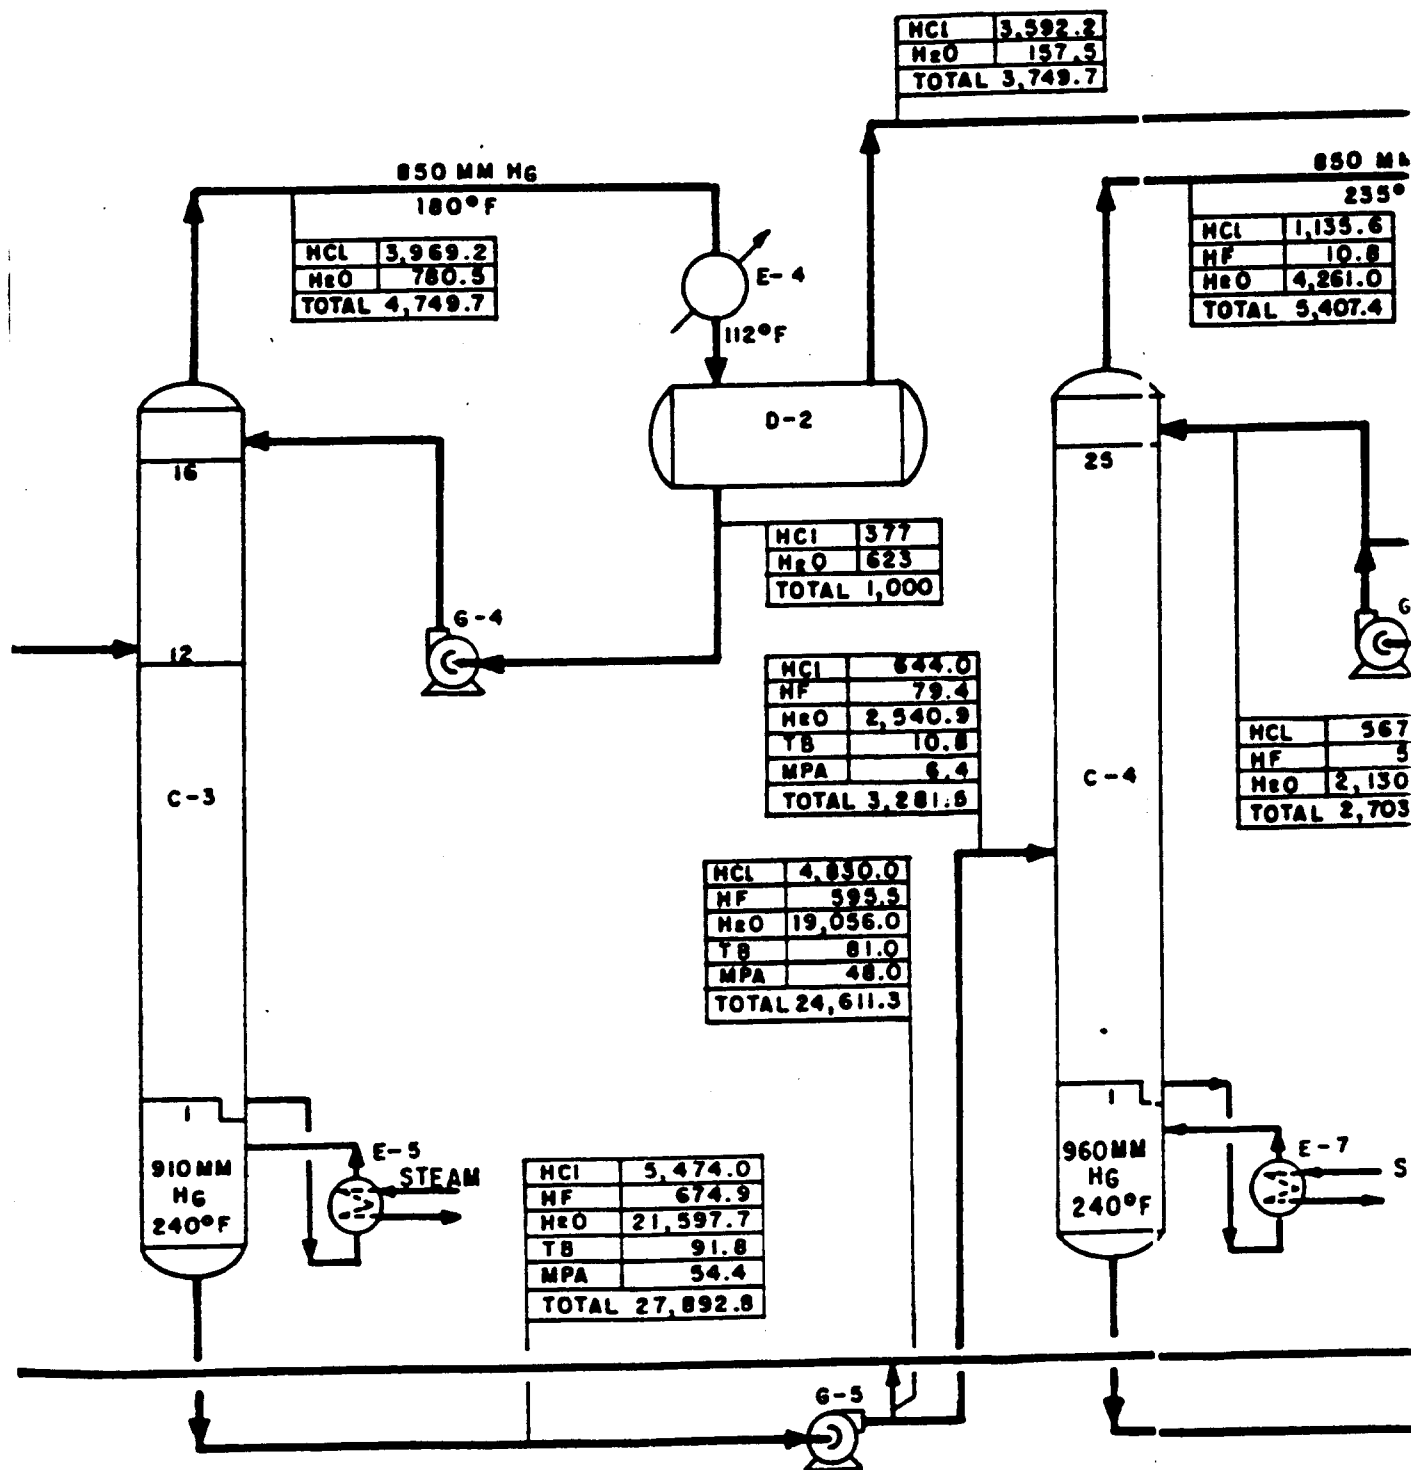 HCl 3,592.2
H2O 157.5
TOTAL 3,749.7
850 MM HG
180°F
HCL 3,969.2
H2O 780.5
TOTAL 4,749.7
E-4
112°F
D-2
850 M
235°
HCL 1,135.6
HF 10.8
H2O 4,261.0
TOTAL 5,407.4
16
25
HCl 377
H2O 623
TOTAL 1,000
G-4
G
12
HCl 644.0
HF 79.4
H2O 2,540.9
TB 10.8
MPA 6.4
TOTAL 3,281.5
HCL 567
HF 5
H2O 2,130
TOTAL 2,703
C-3
C-4
HCL 4,830.0
HF 595.5
H2O 19,056.0
TB 81.0
MPA 48.0
TOTAL 24,611.3
1
1
E-5
STEAM
910 MM
HG
240°F
HCl 5,474.0
HF 674.9
H2O 21,597.7
TB 91.8
MPA 54.4
TOTAL 27,892.8
960 MM
HG
240°F
E-7
S
G-5